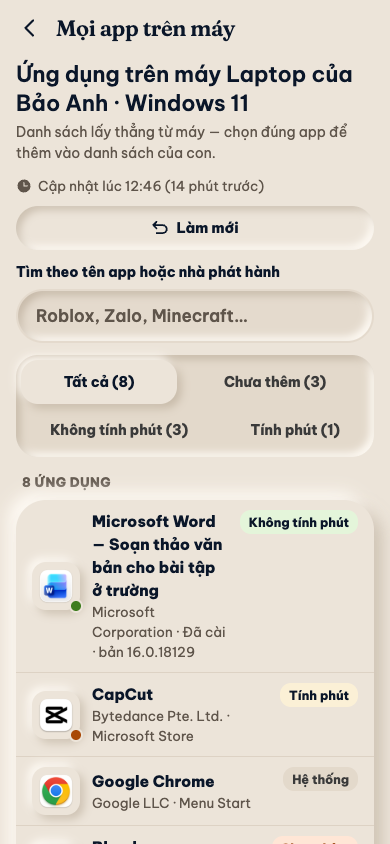 Mọi app trên máy
Ứng dụng trên máy Laptop của
Bảo Anh · Windows 11
Danh sách lấy thẳng từ máy — chọn đúng app để
thêm vào danh sách của con.
Cập nhật lúc 12:46 (14 phút trước)
Làm mới
Tìm theo tên app hoặc nhà phát hành
Roblox, Zalo, Minecraft...
Tất cả (8)
Chưa thêm (3)
Không tính phút (3)
Tính phút (1)
8 ỨNG DỤNG
Microsoft Word
— Soạn thảo văn
bản cho bài tập
ở trường
Không tính phút
Microsoft
Corporation · Đã cài
· bản 16.0.18129
CapCut
Tính phút
Bytedance Pte. Ltd. ·
Microsoft Store
Google Chrome
Hệ thống
Google LLC · Menu Start